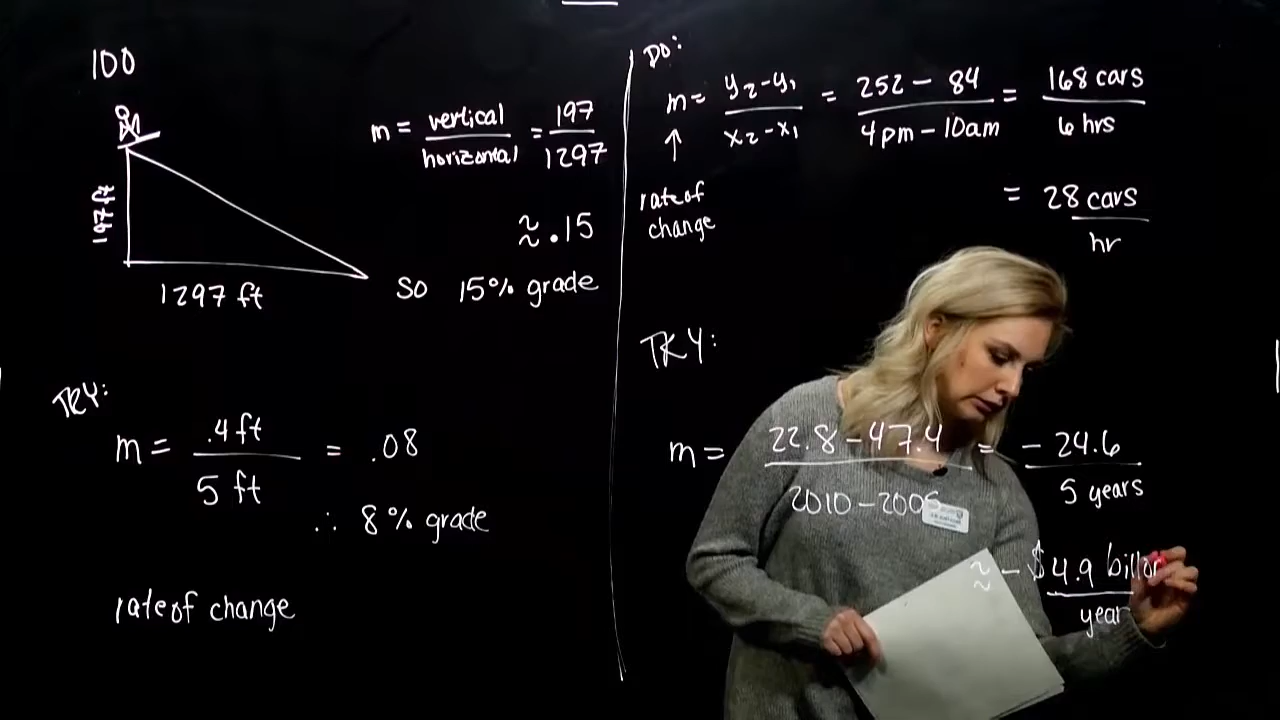 100
197 ft
1297 ft
m = vertical / horizontal = 197 / 1297
≈ .15
so 15% grade
TRY:
m = .4 ft / 5 ft = .08
∴ 8% grade
rate of change
DO:
m = y2 - y1 / x2 - x1 = 252 - 84 / 4pm - 10am = 168 cars / 6 hrs
rate of change
= 28 cars / hr
TRY:
m = 22.8 - 47.4 / 2010 - 2005 = - 24.6 / 5 years
≈ - $4.9 billon / year